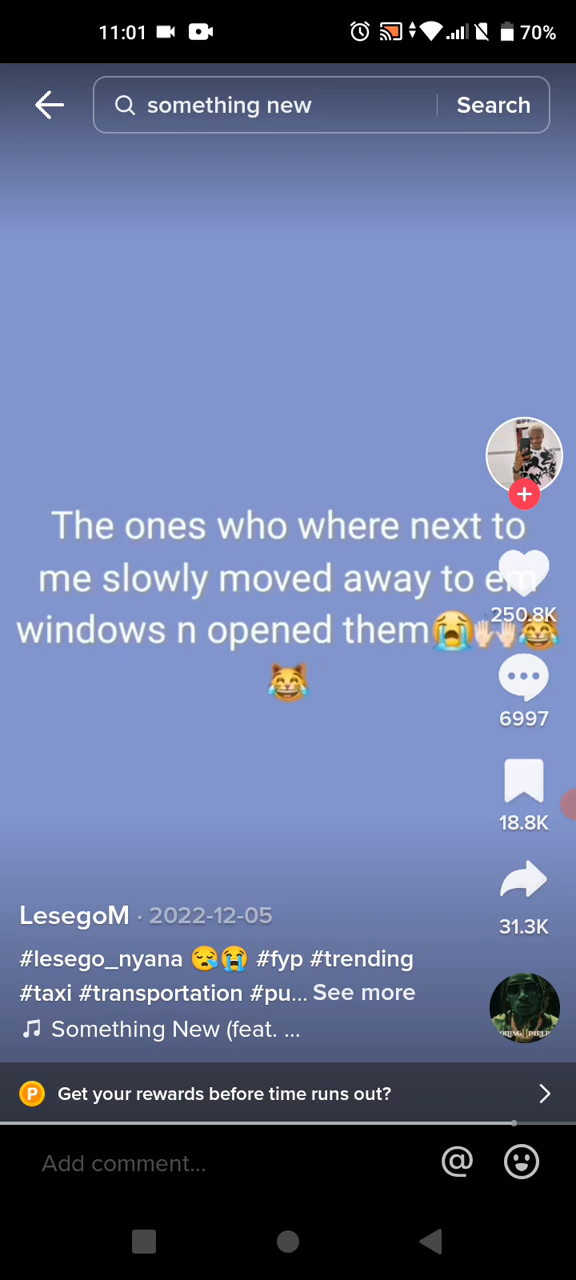 11:01 70%
something new Search
The ones who where next to
me slowly moved away to em
windows n opened them😭🙌🏻😹
😹
250.8K
6997
18.8K
31.3K
LesegoM · 2022-12-05
#lesego_nyana 😪😭 #fyp #trending
#taxi #transportation #pu... See more
Something New (feat. ...
P Get your rewards before time runs out?
Add comment... @